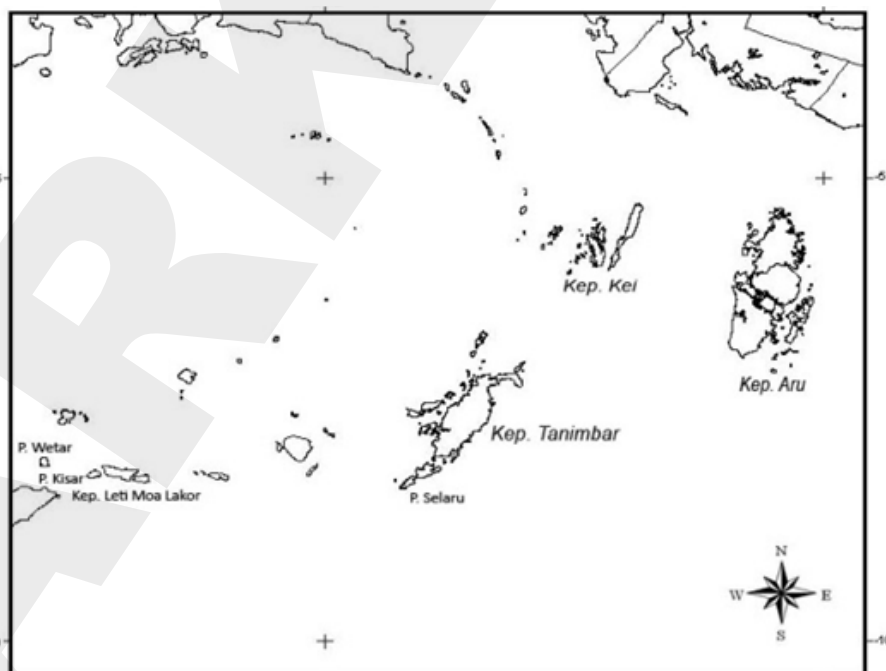 Kep. Kei
Kep. Aru
Kep. Tanimbar
P. Wetar
P. Kisar
Kep. Leti Moa Lakor
P. Selaru
N
W E
S